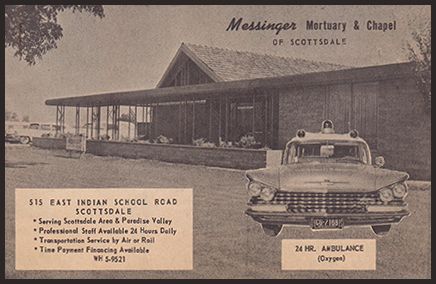 Messinger Mortuary & Chapel
OF SCOTTSDALE
515 EAST INDIAN SCHOOL ROAD
SCOTTSDALE
* Serving Scottsdale Area & Paradise Valley
* Professional Staff Available 24 Hours Daily
* Transportation Service by Air or Rail
* Time Payment Financing Available
WH 5-9521
24 HR. AMBULANCE
(Oxygen)